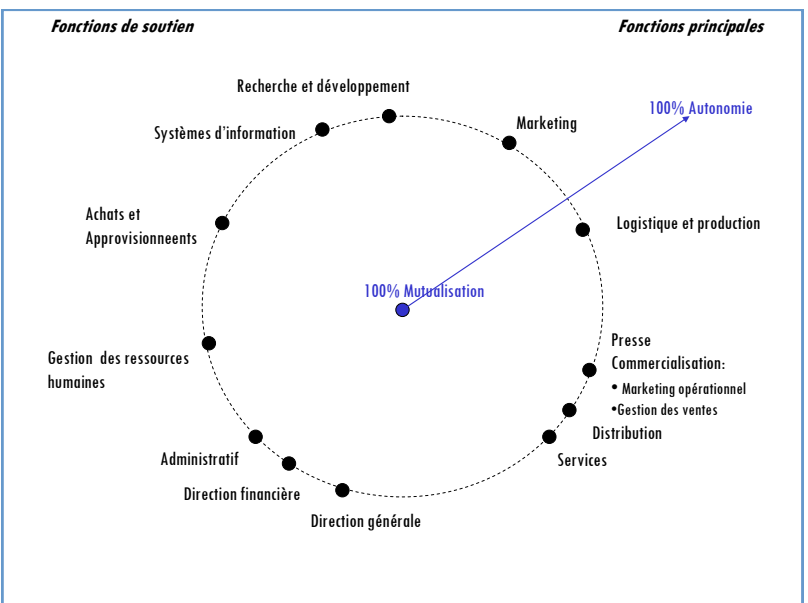 Fonctions de soutien
Fonctions principales
Recherche et développement
100% Autonomie
Marketing
Systèmes d'information
Achats et
Approvisionneents
Logistique et production
100% Mutualisation
Presse
Commercialisation:
• Marketing opérationnel
•Gestion des ventes
Gestion des ressources
humaines
Distribution
Administratif
Services
Direction financière
Direction générale